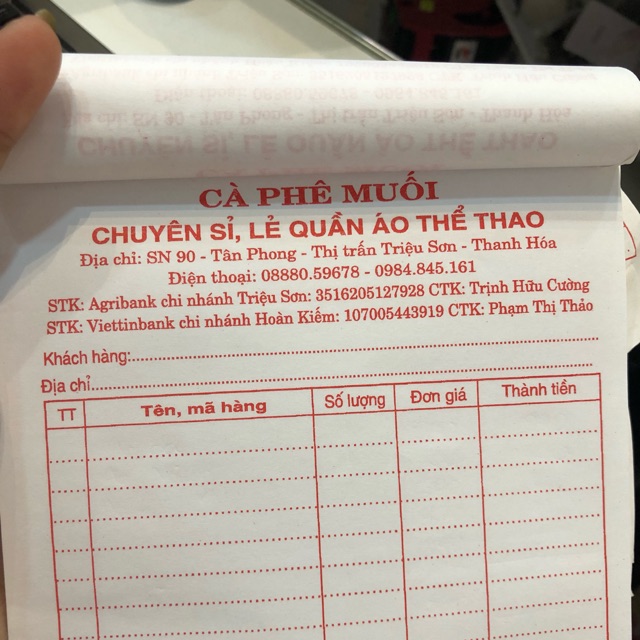 CÀ PHÊ MUỐI
CHUYÊN SỈ, LẺ QUẦN ÁO THỂ THAO
Địa chỉ: SN 90 - Tân Phong - Thị trấn Triệu Sơn - Thanh Hóa
Điện thoại: 08880.59678 - 0984.845.161
STK: Agribank chi nhánh Triệu Sơn: 3516205127928 CTK: Trịnh Hữu Cường
STK: Viettinbank chi nhánh Hoàn Kiếm: 107005443919 CTK: Phạm Thị Thảo
Khách hàng:
Địa chỉ
TT Tên, mã hàng Số lượng Đơn giá Thành tiền